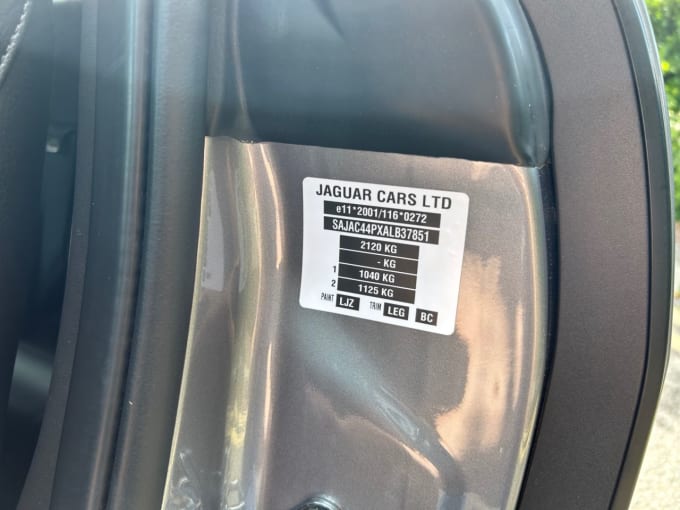 JAGUAR CARS LTD
e11*2001/116*0272
SAJAC44PXALB37851
2120 KG
- KG
1 1040 KG
2 1125 KG
PAINT LJZ TRIM LEG BC